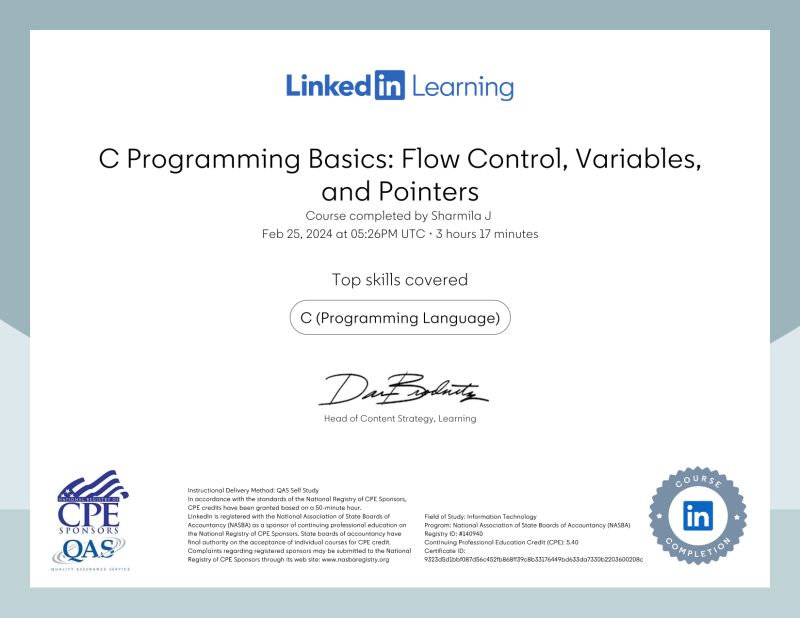 Linked in Learning
C Programming Basics: Flow Control, Variables,
and Pointers
Course completed by Sharmila J
Feb 25, 2024 at 05:26PM UTC • 3 hours 17 minutes
Top skills covered
C (Programming Language)
Head of Content Strategy, Learning
NATIONAL REGISTRY OF
CPE
SPONSORS
QAS
QUALITY ASSURANCE SERVICE
Instructional Delivery Method: QAS Self Study
In accordance with the standards of the National Registry of CPE Sponsors,
CPE credits have been granted based on a 50-minute hour.
LinkedIn is registered with the National Association of State Boards of
Accountancy (NASBA) as a sponsor of continuing professional education on
the National Registry of CPE Sponsors. State boards of accountancy have
final authority on the acceptance of individual courses for CPE credit.
Complaints regarding registered sponsors may be submitted to the National
Registry of CPE Sponsors through its web site: www.nasbaregistry.org
Field of Study: Information Technology
Program: National Association of State Boards of Accountancy (NASBA)
Registry ID: #140940
Continuing Professional Education Credit (CPE): 5.40
Certificate ID:
COURSE
in
COMPLETION